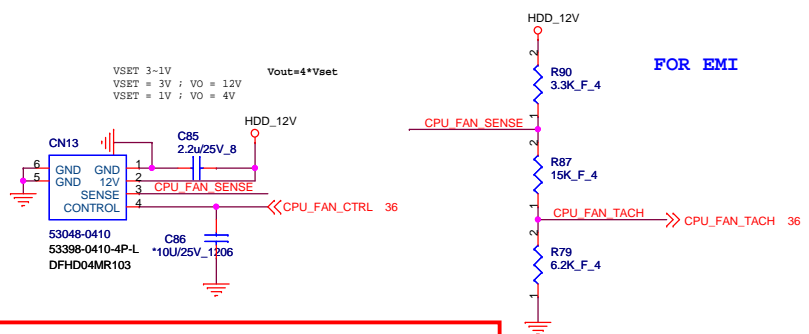 HDD_12V
VSET 3~1V
VSET = 3V ; VO = 12V
VSET = 1V ; VO = 4V
Vout=4*Vset
FOR EMI
2
R90
3.3K_F_4
1
CPU_FAN_SENSE
HDD_12V
C85
2.2u/25V_8
CN13
6 GND GND 1
5 GND 12V 2
SENSE 3 CPU_FAN_SENSE
CONTROL 4
CPU_FAN_CTRL 36
53048-0410
53398-0410-4P-L
DFHD04MR103
C86
*10U/25V_1206
2
R87
15K_F_4
1
CPU_FAN_TACH
CPU_FAN_TACH 36
2
R79
6.2K_F_4
1